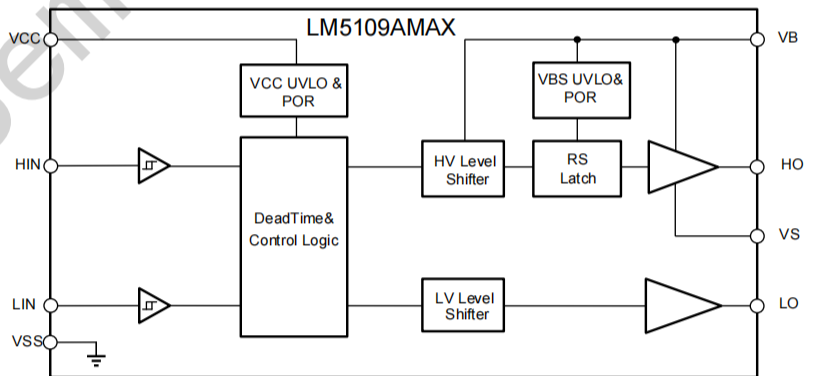 LM5109AMAX
VCC
VB
VCC UVLO &
POR
VBS UVLO&
POR
HIN
HV Level
Shifter
RS
Latch
HO
DeadTime&
Control Logic
VS
LIN
LV Level
Shifter
LO
VSS